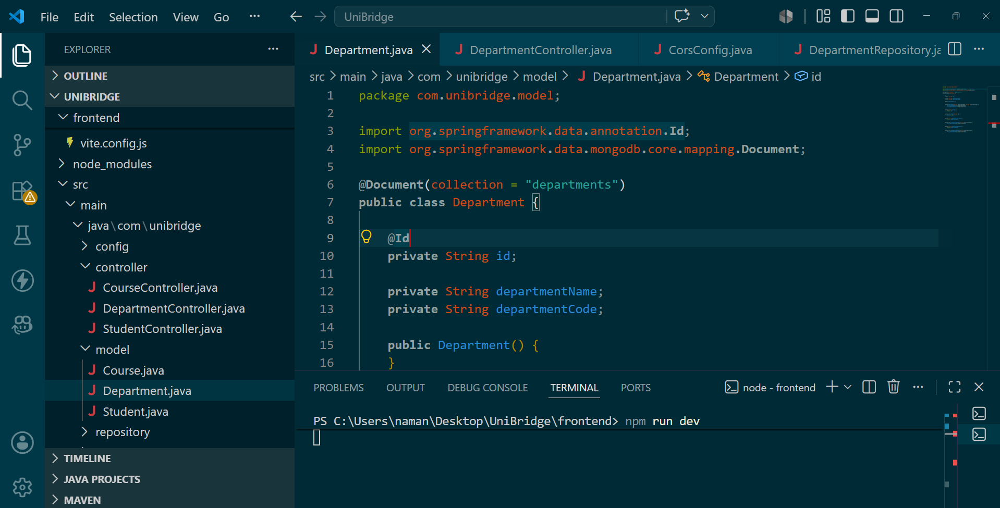 File Edit Selection View Go ···
UniBridge
EXPLORER
OUTLINE
UNIBRIDGE
frontend
vite.config.js
node_modules
src
main
java\com\unibridge
config
controller
CourseController.java
DepartmentController.java
StudentController.java
model
Course.java
Department.java
Student.java
repository
TIMELINE
JAVA PROJECTS
MAVEN
Department.java DepartmentController.java CorsConfig.java DepartmentRepository.ja
src > main > java > com > unibridge > model > Department.java > Department > id
1 package com.unibridge.model;
2
3 import org.springframework.data.annotation.Id;
4 import org.springframework.data.mongodb.core.mapping.Document;
5
6 @Document(collection = "departments")
7 public class Department {
8
9 @Id
10 private String id;
11
12 private String departmentName;
13 private String departmentCode;
14
15 public Department() {
16 }
PROBLEMS OUTPUT DEBUG CONSOLE TERMINAL PORTS
node - frontend
PS C:\Users\naman\Desktop\UniBridge\frontend> npm run dev